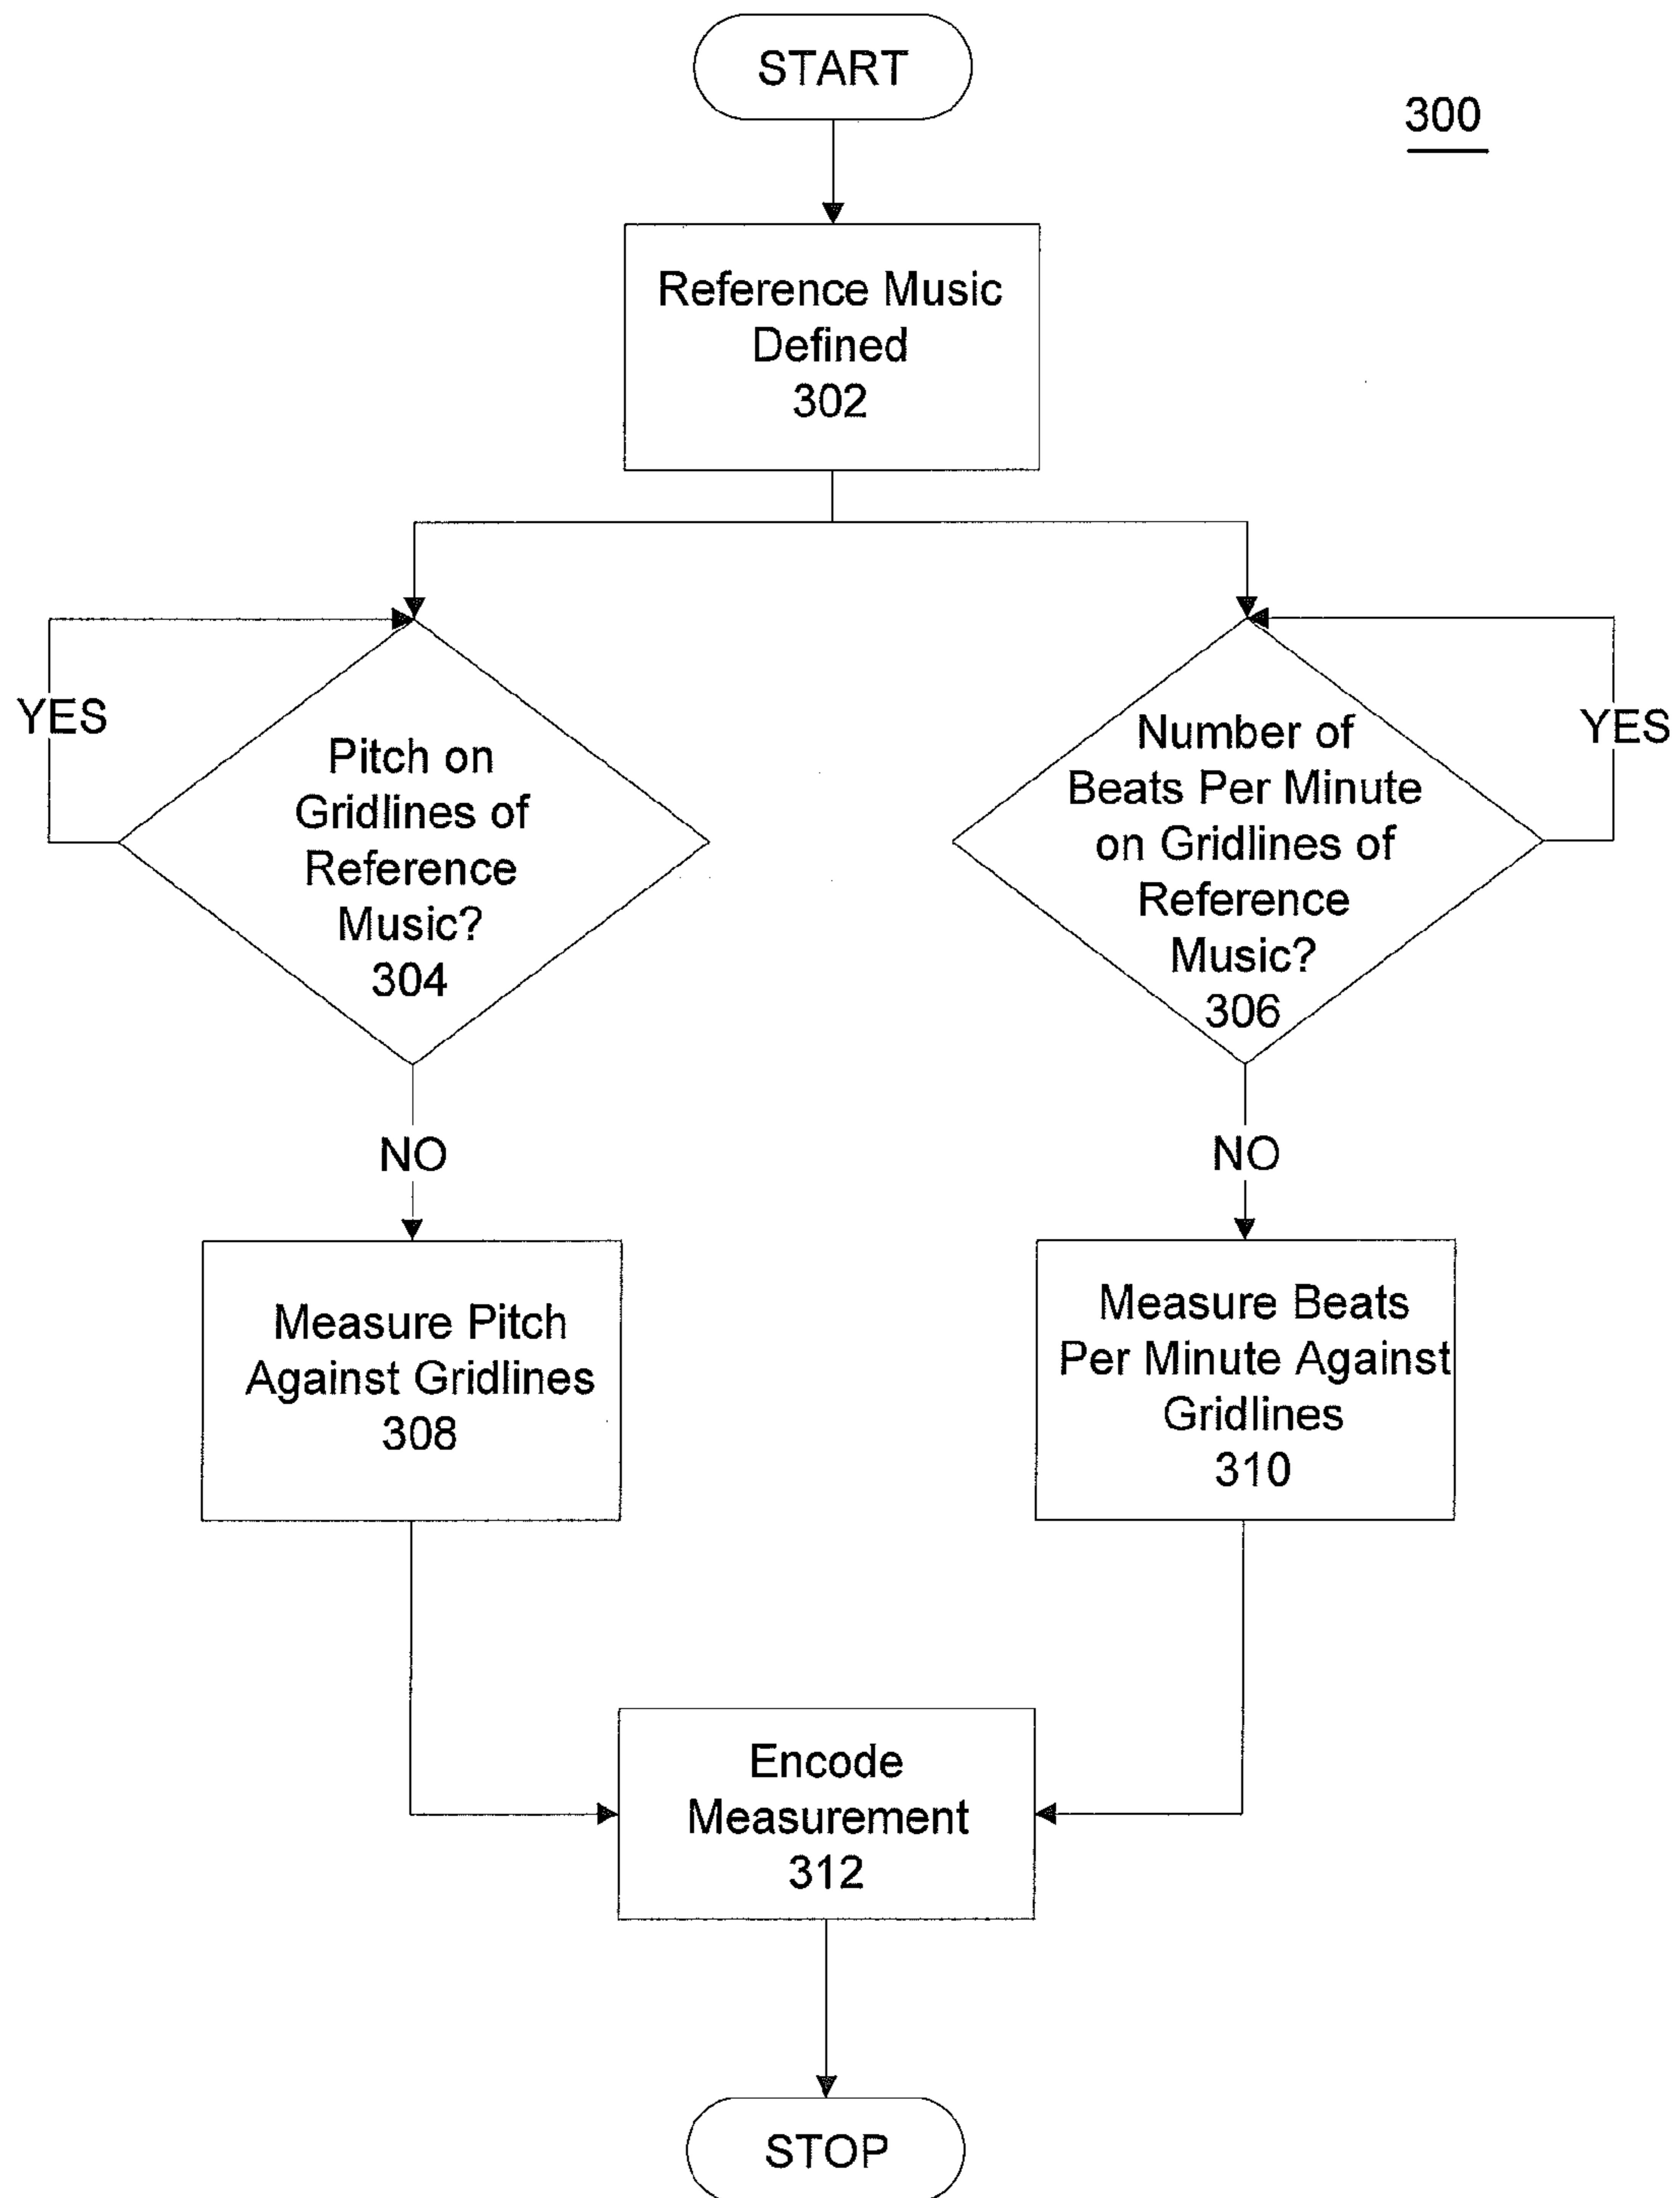 START
300
Reference Music
Defined
302
YES
Pitch on
Gridlines of
Reference
Music?
304
Number of
Beats Per Minute
on Gridlines of
Reference
Music?
306
YES
NO
NO
Measure Pitch
Against Gridlines
308
Measure Beats
Per Minute Against
Gridlines
310
Encode
Measurement
312
STOP